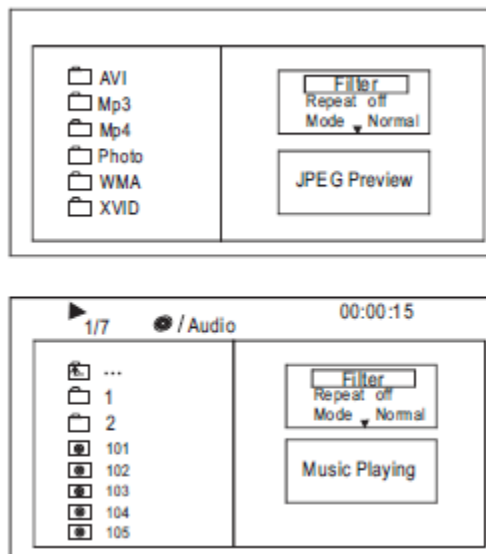 AVI
Mp3
Mp4
Photo
WMA
XVID
Filter
Repeat off
Mode Normal
JPEG Preview
1/7 / Audio 00:00:15
...
1
2
101
102
103
104
105
Filter
Repeat off
Mode Normal
Music Playing